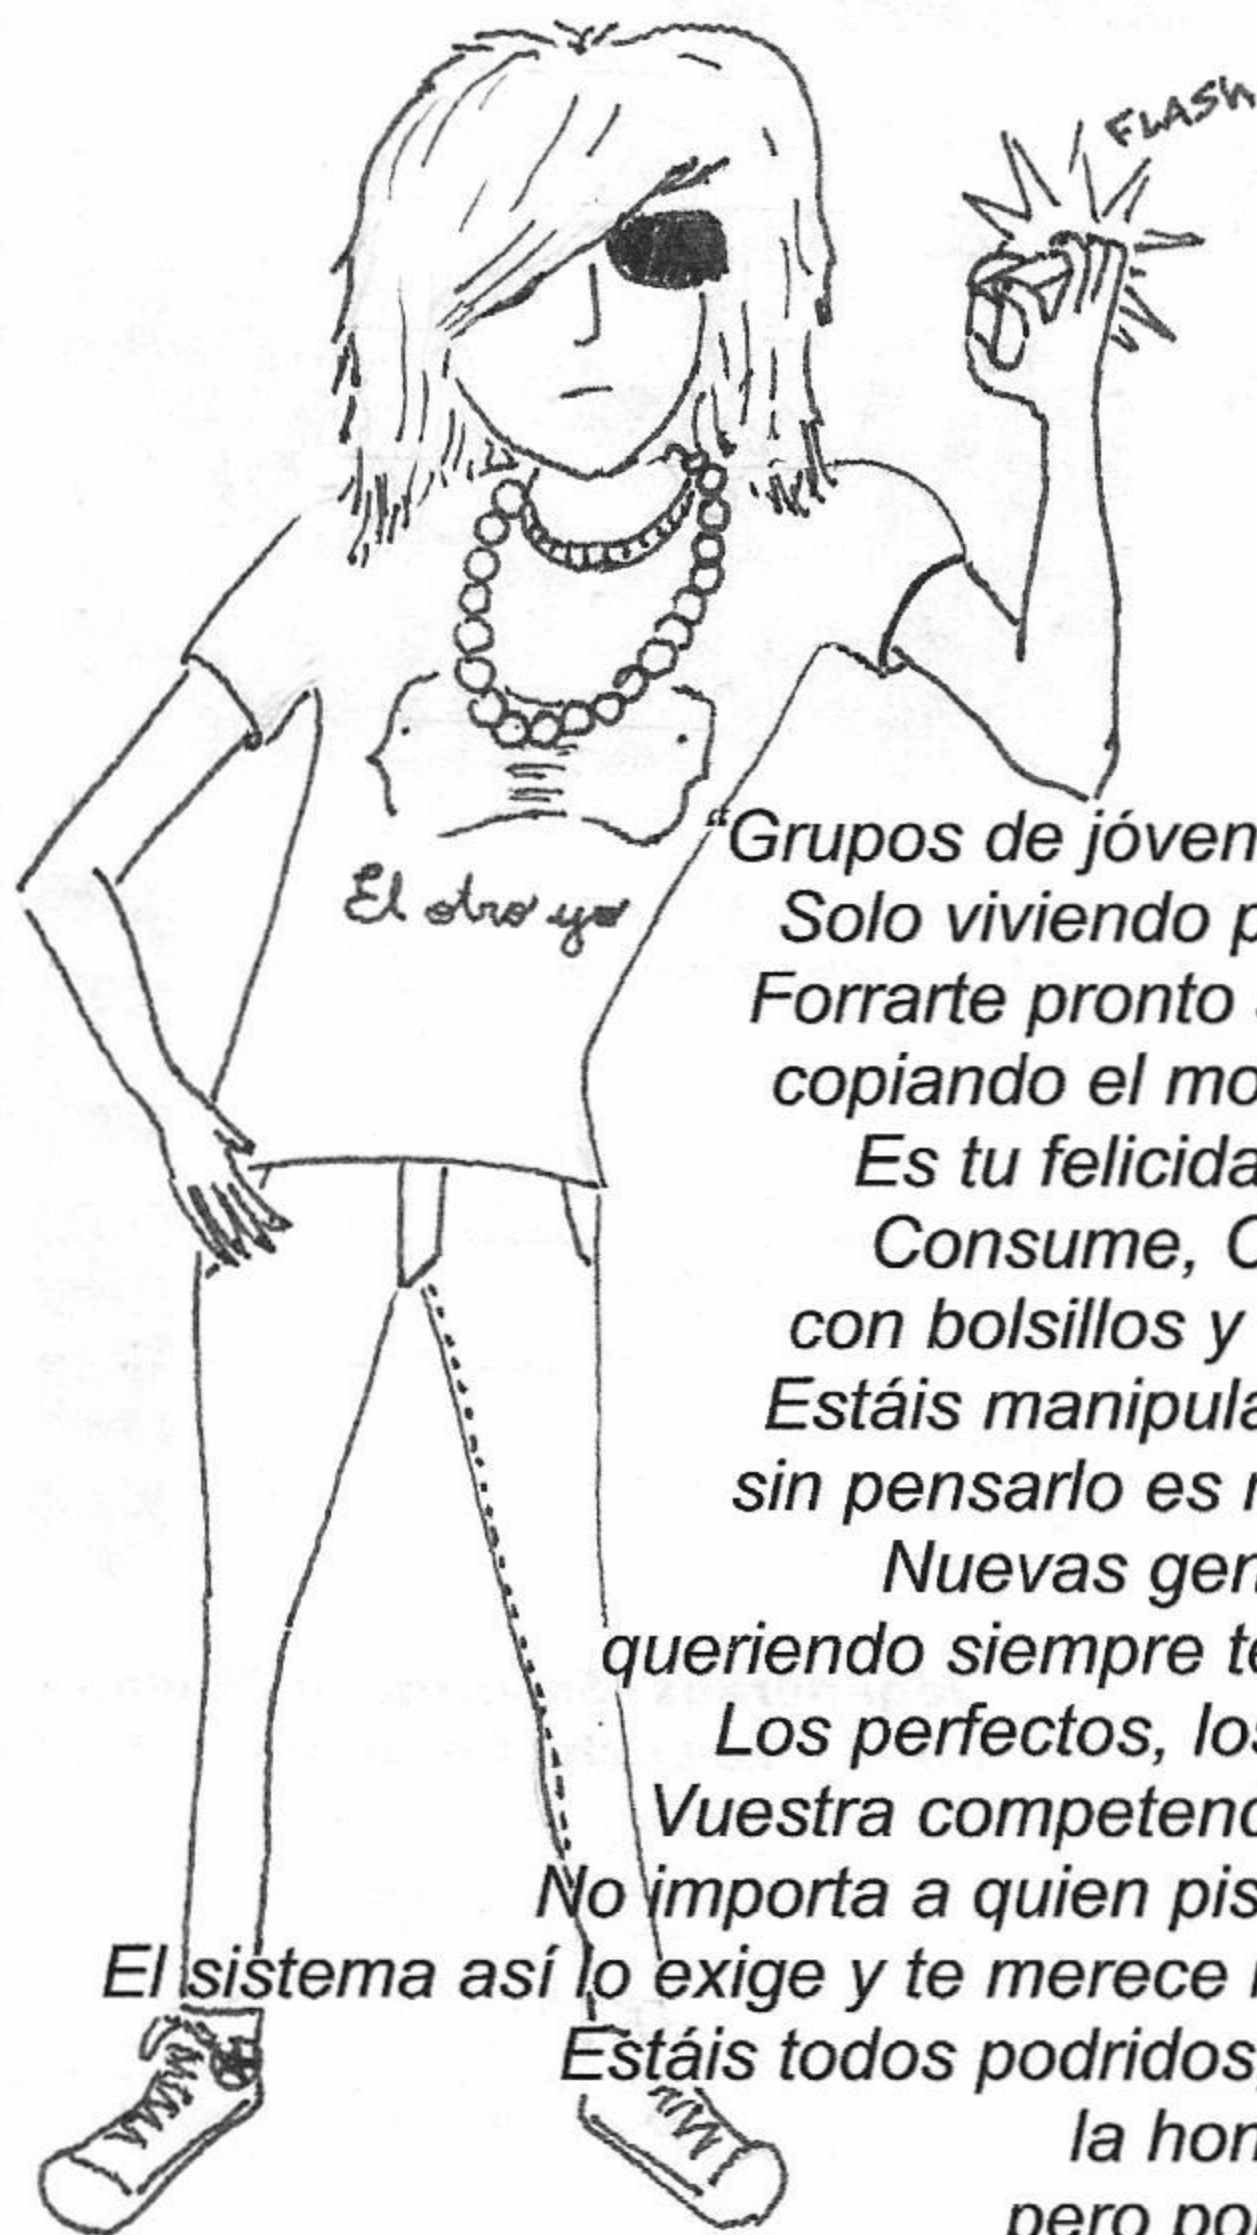 FLASH
El otro yo
“Grupos de jóven
Solo viviendo p
Forrarte pronto
copiando el mo
Es tu felicida
Consume, C
con bolsillos y
Estáis manipula
sin pensarlo es
Nuevas gen
queriendo siempre te
Los perfectos, los
Vuestra competenc
No importa a quien pis
El sistema así lo exige y te merece
Estáis todos podridos,
la hon
pero po